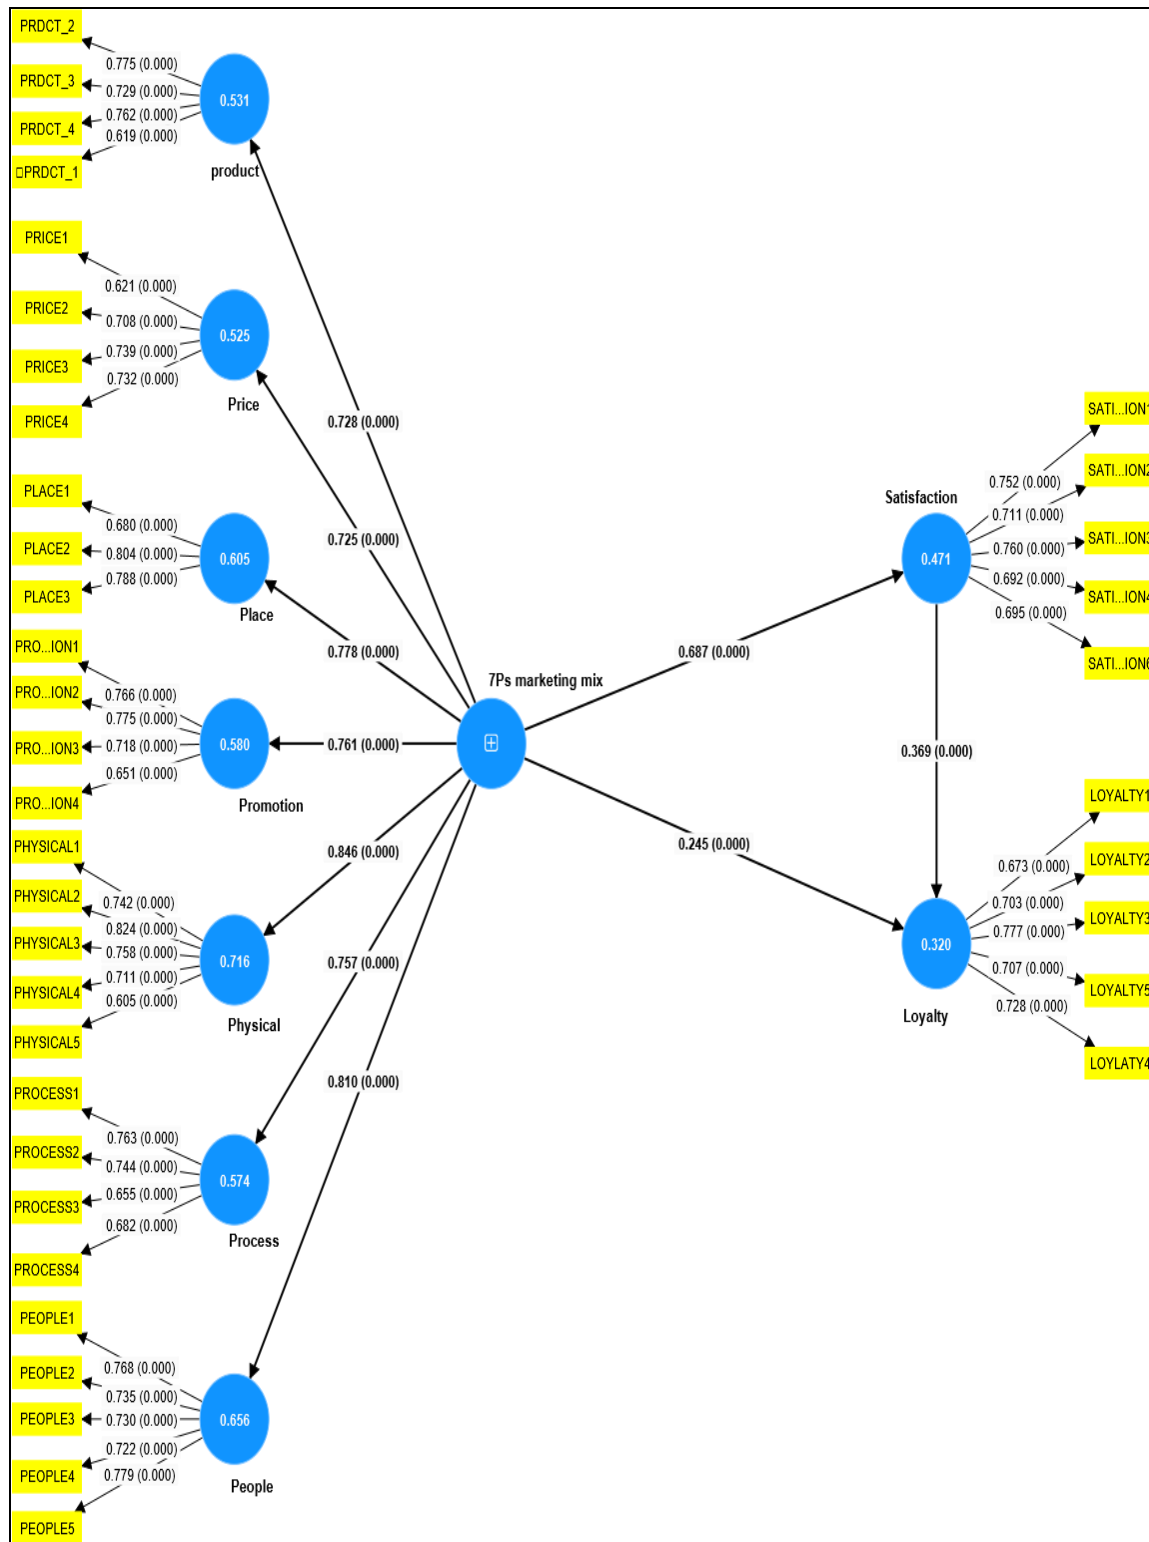 PRDCT_2
PRDCT_3
PRDCT_4
□PRDCT_1
0.775 (0.000)
0.729 (0.000)
0.762 (0.000)
0.619 (0.000)
0.531
product
PRICE1
PRICE2
PRICE3
PRICE4
0.621 (0.000)
0.708 (0.000)
0.739 (0.000)
0.732 (0.000)
0.525
Price
PLACE1
PLACE2
PLACE3
0.680 (0.000)
0.804 (0.000)
0.788 (0.000)
0.605
Place
PRO...ION1
PRO...ION2
PRO...ION3
PRO...ION4
0.766 (0.000)
0.775 (0.000)
0.718 (0.000)
0.651 (0.000)
0.580
Promotion
PHYSICAL1
PHYSICAL2
PHYSICAL3
PHYSICAL4
PHYSICAL5
0.742 (0.000)
0.824 (0.000)
0.758 (0.000)
0.711 (0.000)
0.605 (0.000)
0.716
Physical
PROCESS1
PROCESS2
PROCESS3
PROCESS4
0.763 (0.000)
0.744 (0.000)
0.655 (0.000)
0.682 (0.000)
0.574
Process
PEOPLE1
PEOPLE2
PEOPLE3
PEOPLE4
PEOPLE5
0.768 (0.000)
0.735 (0.000)
0.730 (0.000)
0.722 (0.000)
0.779 (0.000)
0.656
People
0.728 (0.000)
0.725 (0.000)
0.778 (0.000)
0.761 (0.000)
0.846 (0.000)
0.757 (0.000)
0.810 (0.000)
7Ps marketing mix
0.687 (0.000)
0.245 (0.000)
Satisfaction
0.471
0.369 (0.000)
0.320
Loyalty
0.752 (0.000)
0.711 (0.000)
0.760 (0.000)
0.692 (0.000)
0.695 (0.000)
SATI...ION1
SATI...ION2
SATI...ION3
SATI...ION4
SATI...ION6
0.673 (0.000)
0.703 (0.000)
0.777 (0.000)
0.707 (0.000)
0.728 (0.000)
LOYALTY1
LOYALTY2
LOYALTY3
LOYALTY5
LOYLATY4